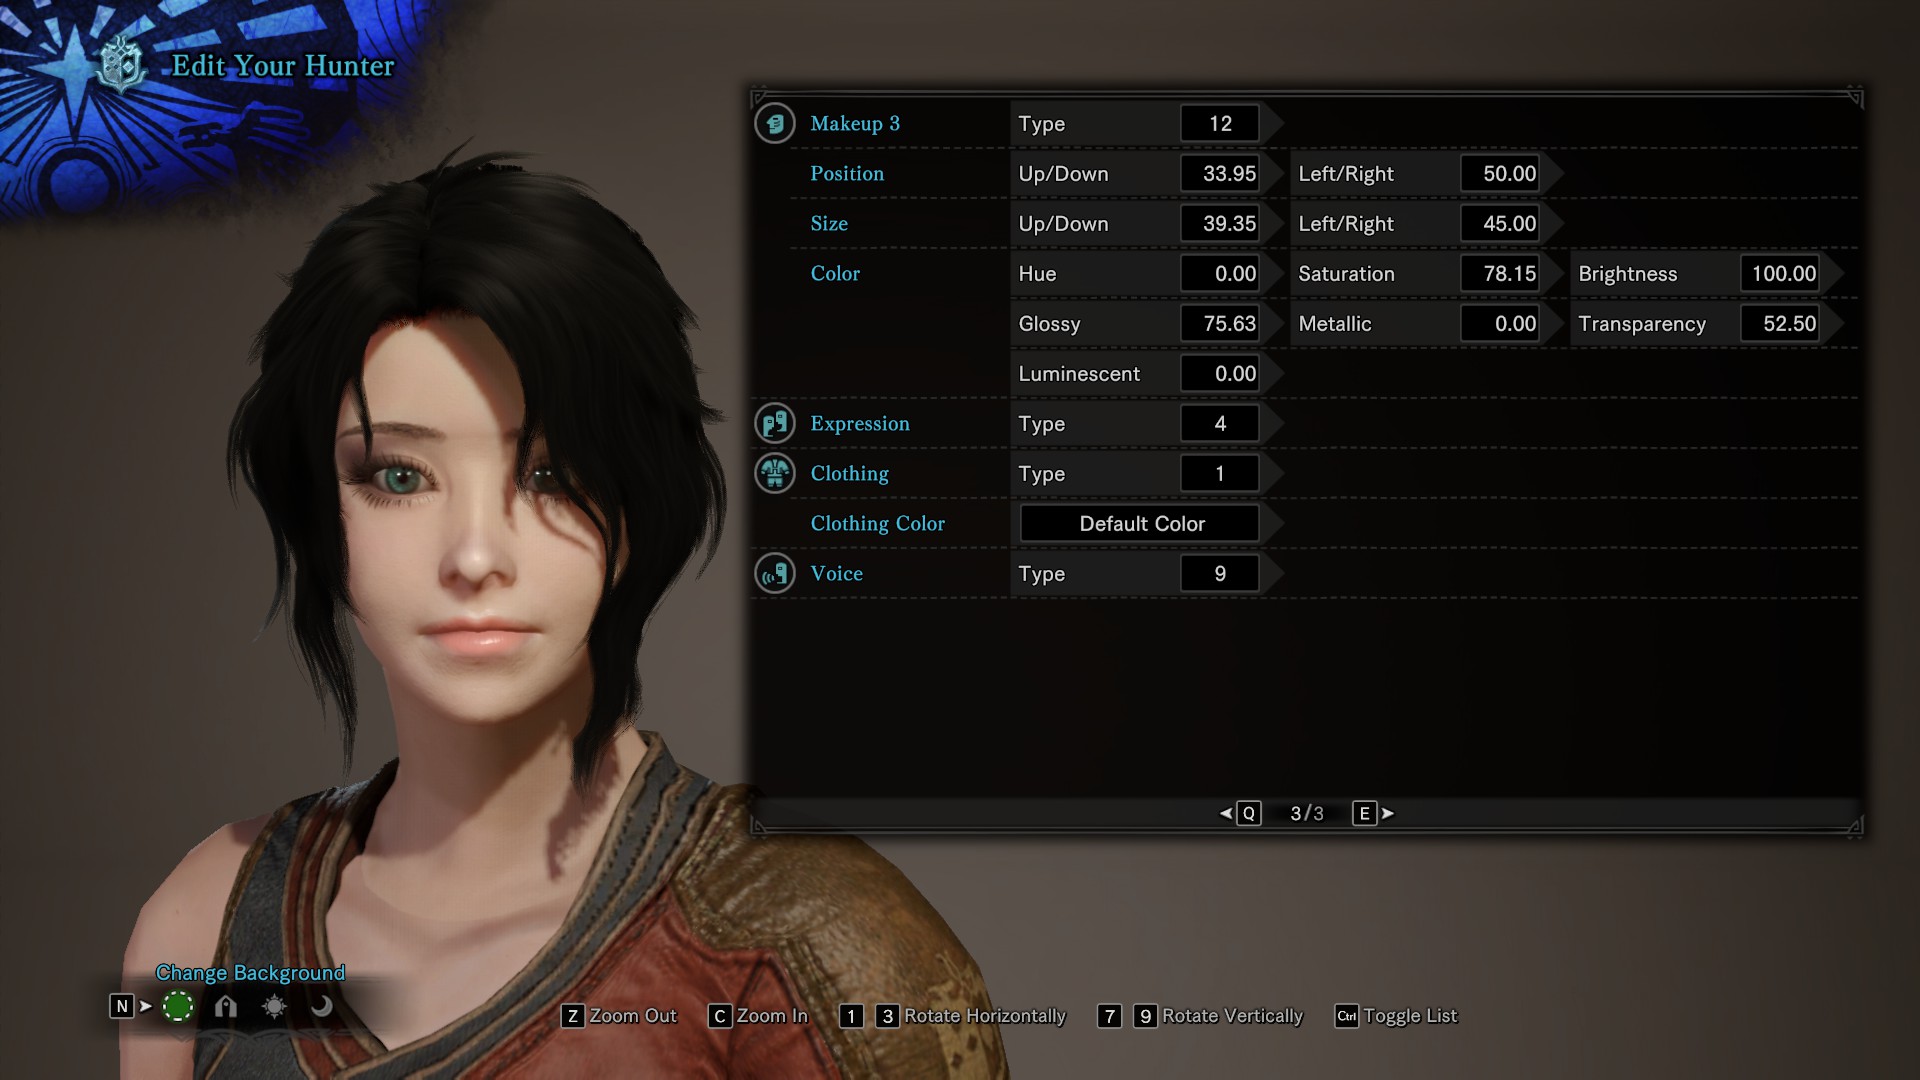 Edit Your Hunter
Makeup 3 Type 12
Position Up/Down 33.95 Left/Right 50.00
Size Up/Down 39.35 Left/Right 45.00
Color Hue 0.00 Saturation 78.15 Brightness 100.00
Glossy 75.63 Metallic 0.00 Transparency 52.50
Luminescent 0.00
Expression Type 4
Clothing Type 1
Clothing Color Default Color
Voice Type 9
Q 3/3 E
Change Background
N
Z Zoom Out C Zoom In 1 3 Rotate Horizontally 7 9 Rotate Vertically Ctrl Toggle List